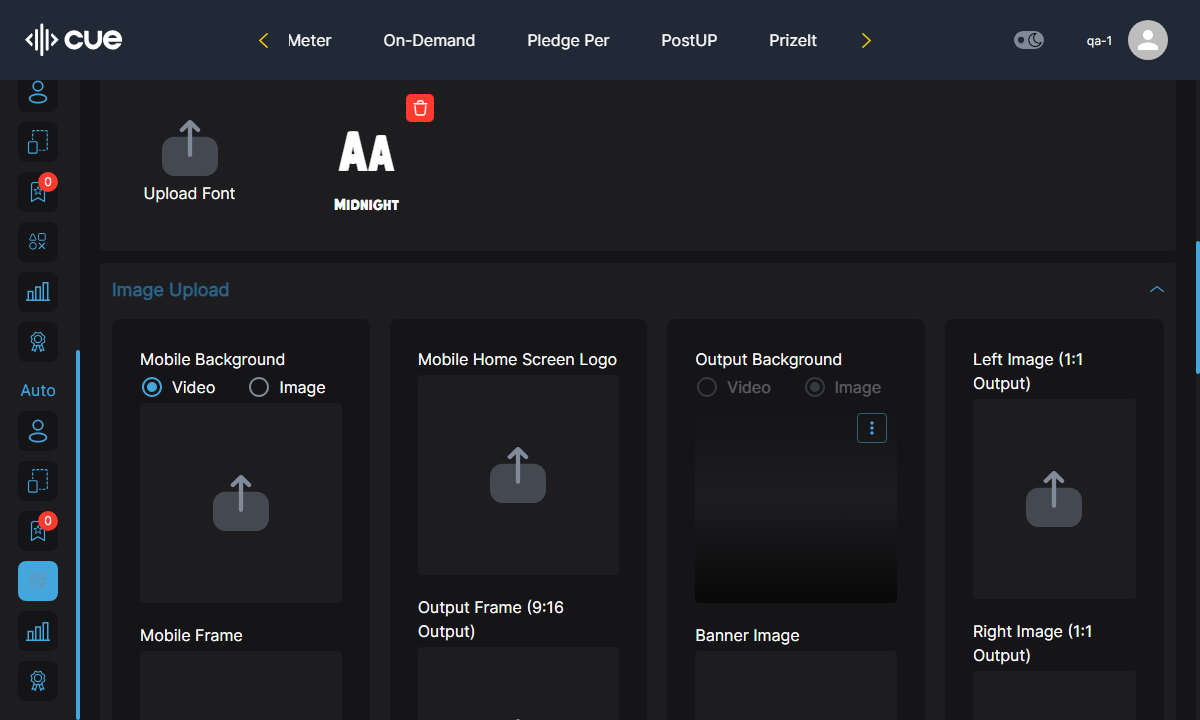 cue
Meter
On-Demand
Pledge Per
PostUP
PrizeIt
qa-1
0
Auto
0
Upload Font
AA
Midnight
Image Upload
Mobile Background
Video
Image
Mobile Home Screen Logo
Output Background
Video
Image
Left Image (1:1
Output)
Mobile Frame
Output Frame (9:16
Output)
Banner Image
Right Image (1:1
Output)